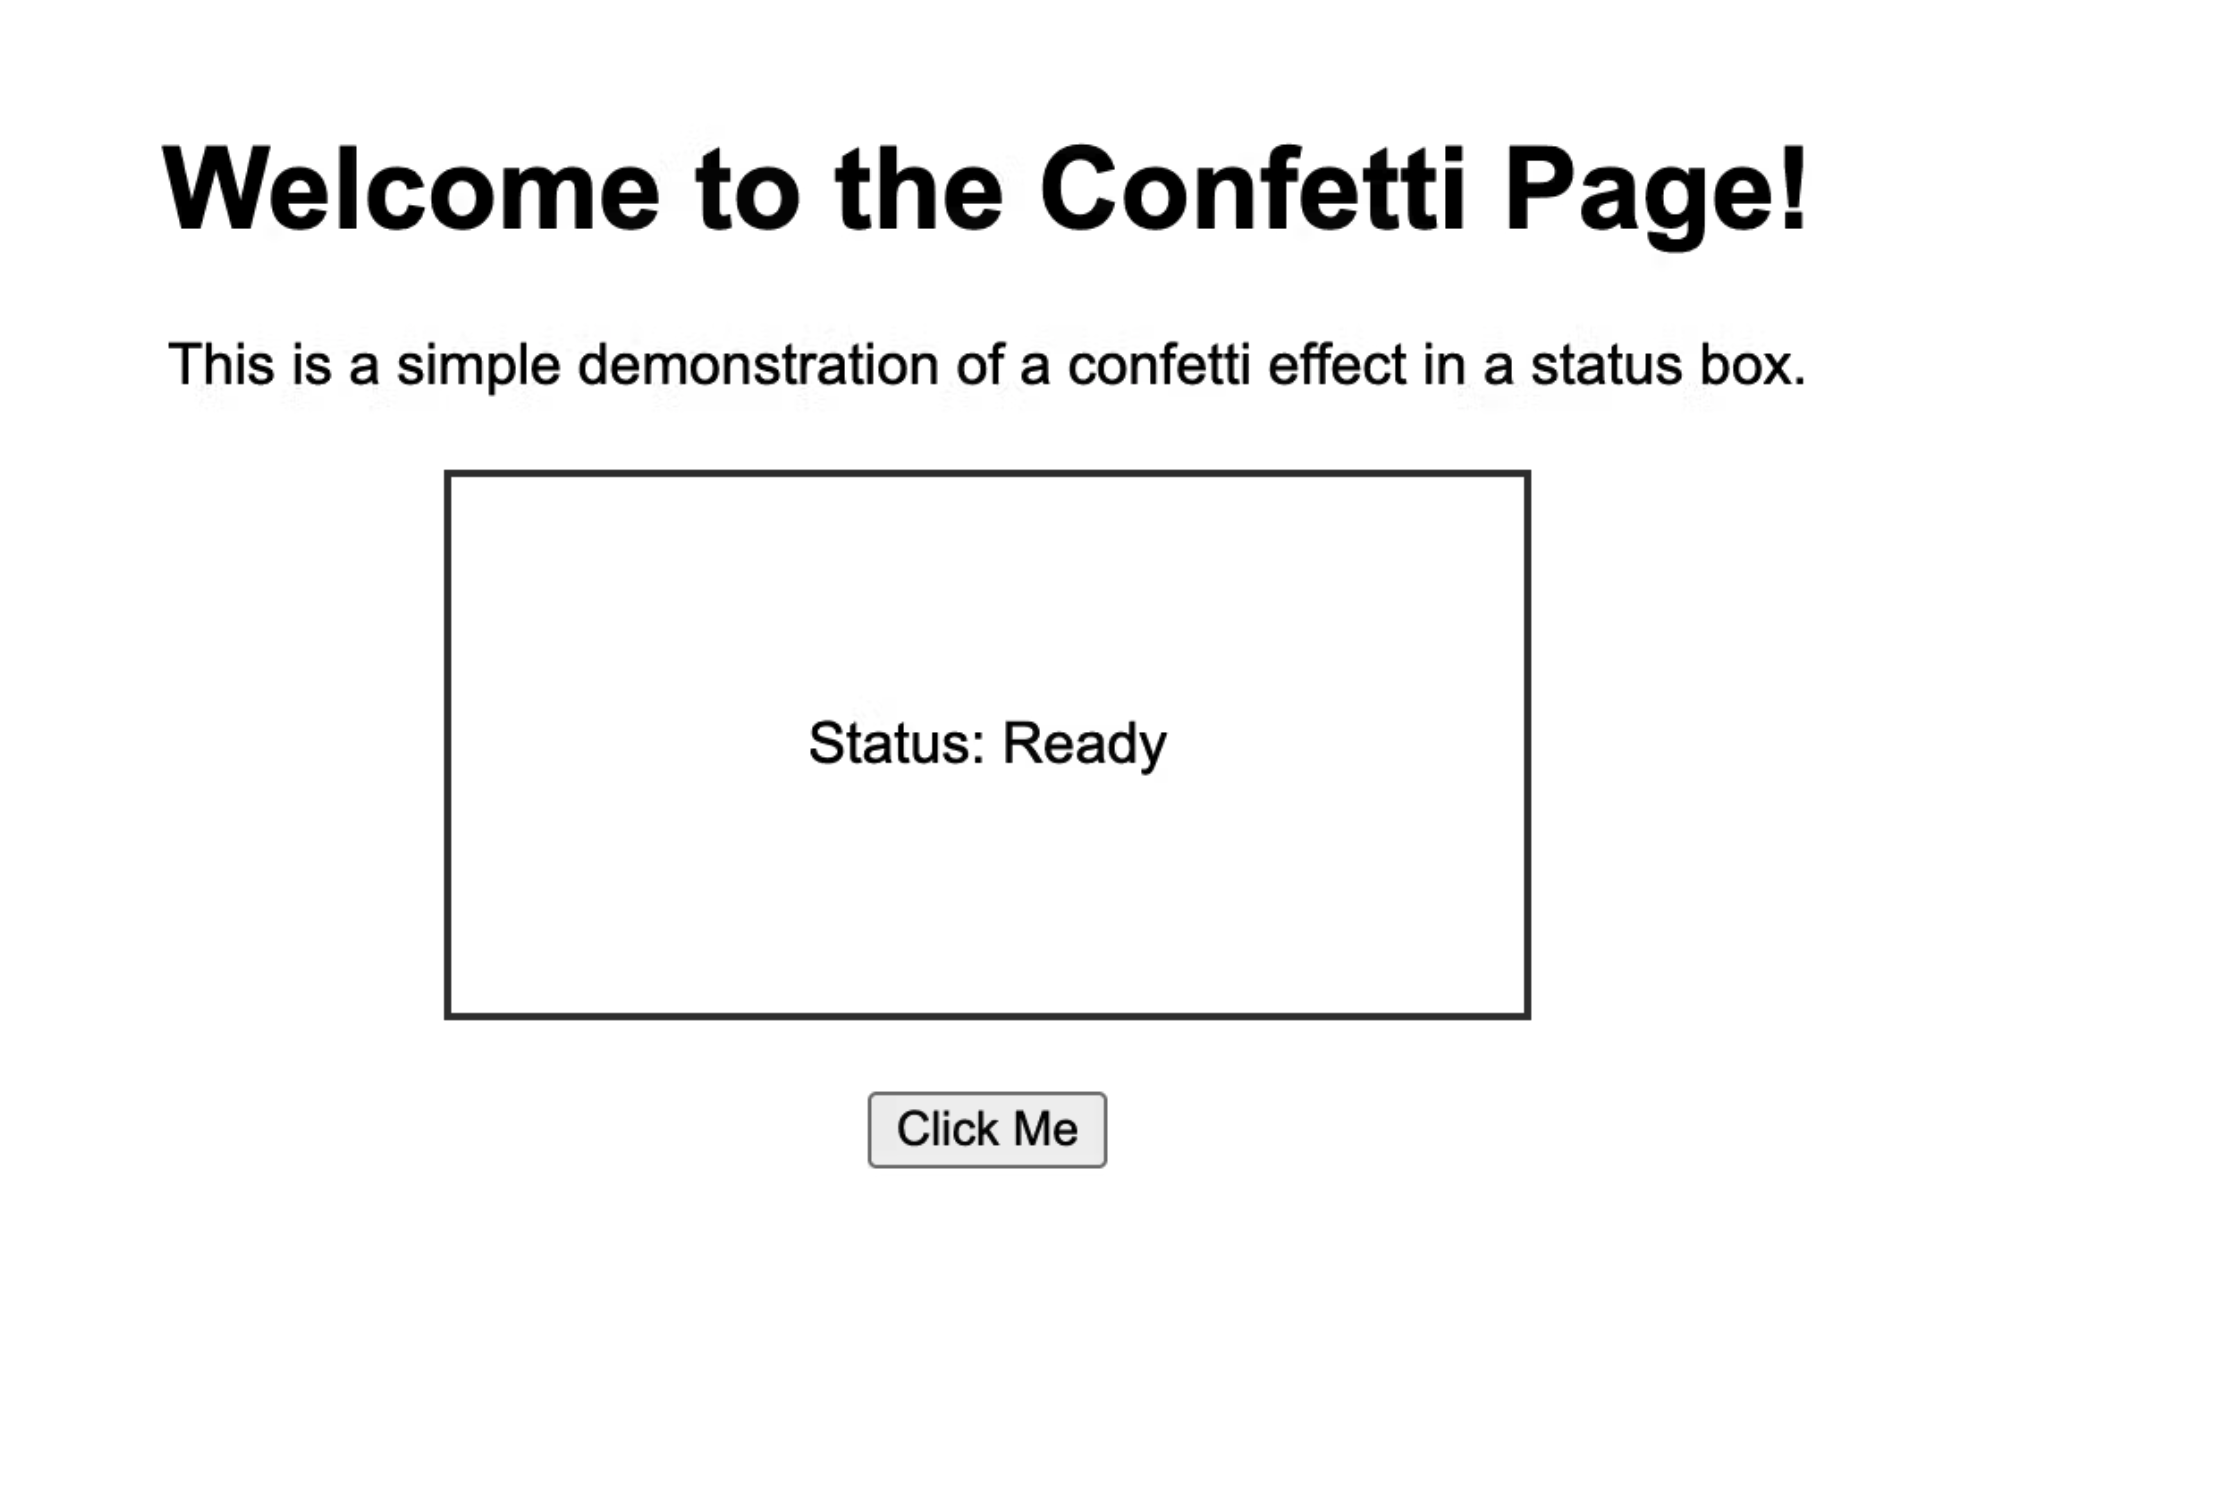 Welcome to the Confetti Page!
This is a simple demonstration of a confetti effect in a status box.
Status: Ready
Click Me